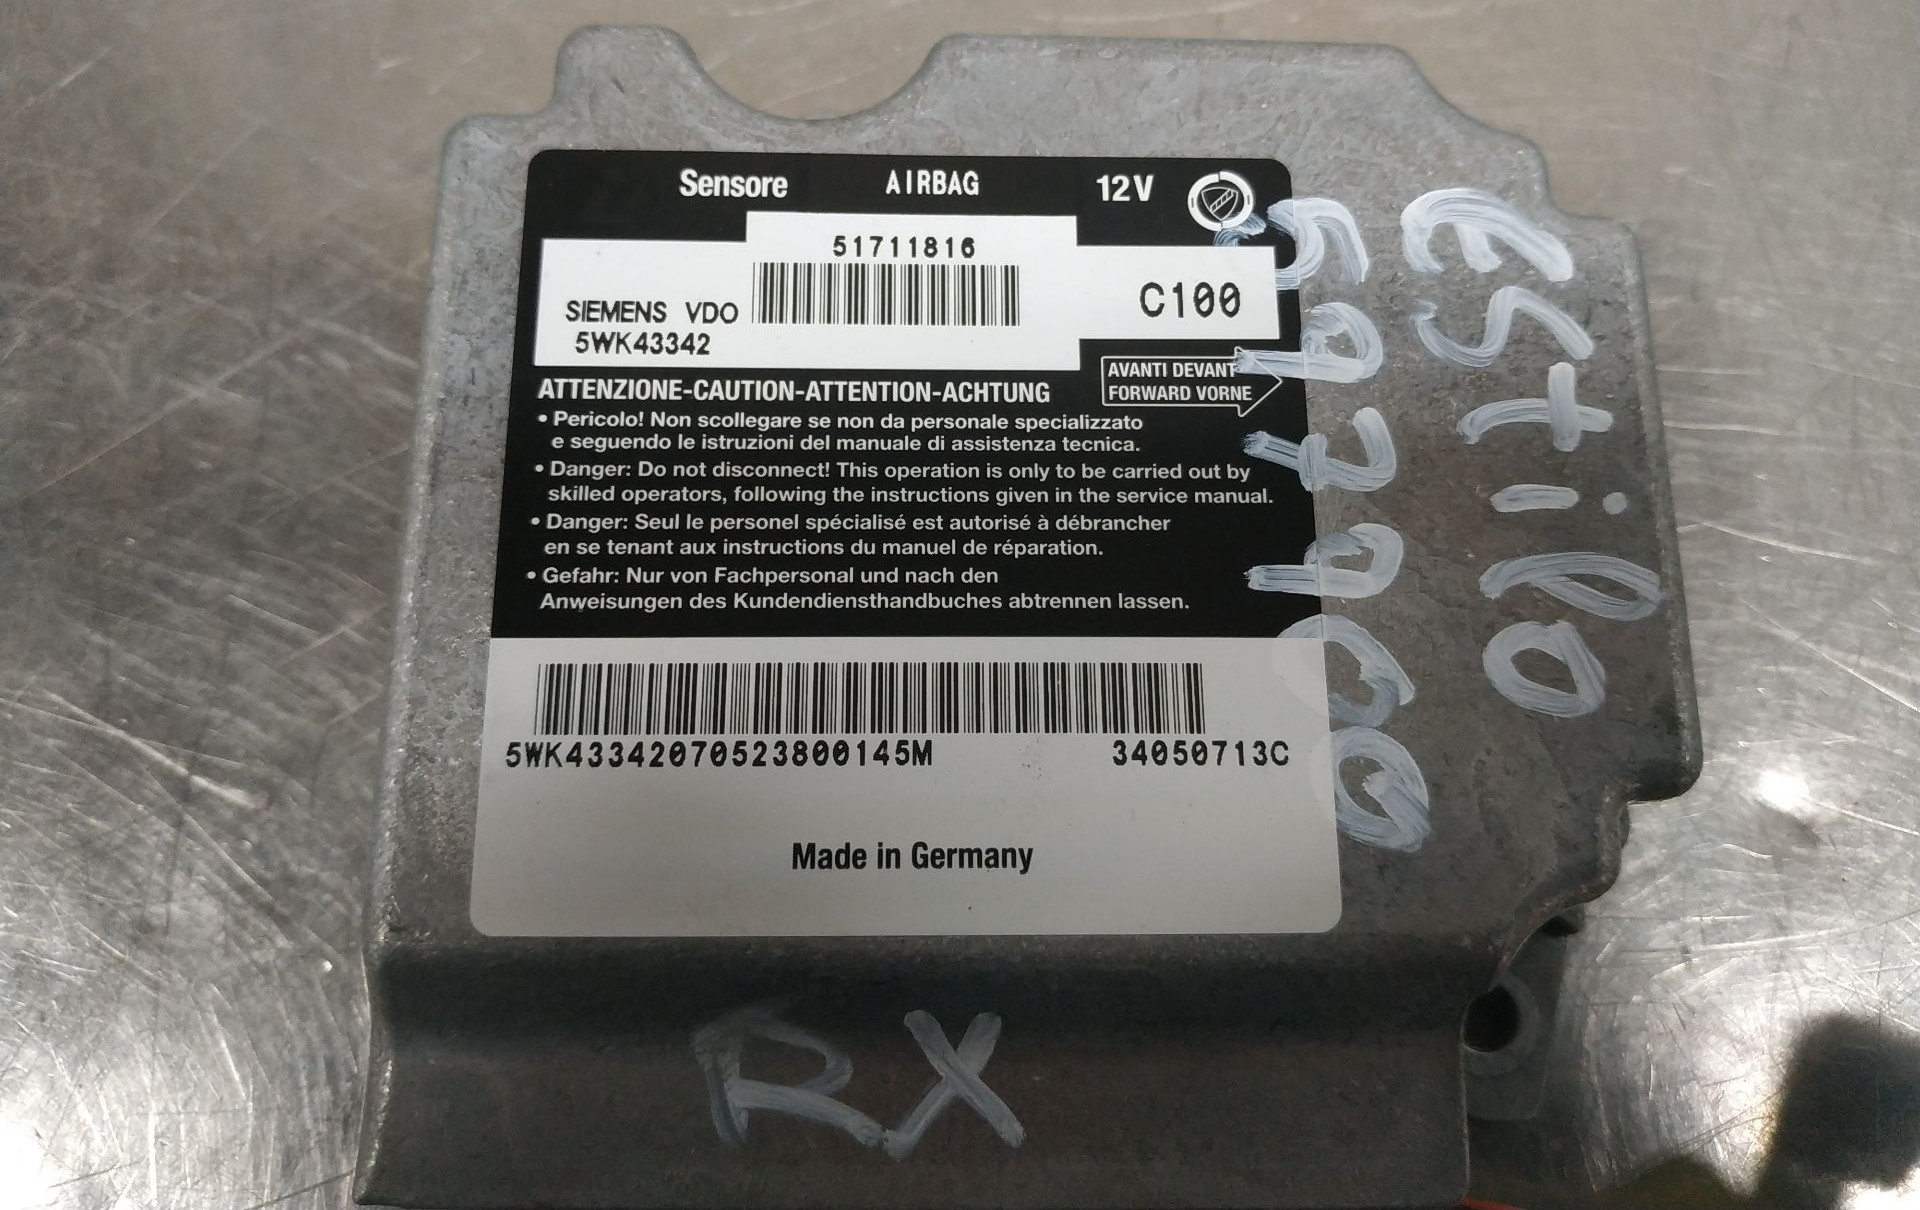 Sensore AIRBAG 12V
51711816
SIEMENS VDO
5WK43342
C100
AVANTI DEVANT
FORWARD VORNE
ATTENZIONE-CAUTION-ATTENTION-ACHTUNG
• Pericolo! Non scollegare se non da personale specializzato
e seguendo le istruzioni del manuale di assistenza tecnica.
• Danger: Do not disconnect! This operation is only to be carried out by
skilled operators, following the instructions given in the service manual.
• Danger: Seul le personel spécialisé est autorisé à débrancher
en se tenant aux instructions du manuel de réparation.
• Gefahr: Nur von Fachpersonal und nach den
Anweisungen des Kundendiensthandbuches abtrennen lassen.
5WK43342070523800145M 34050713C
Made in Germany
eStilo
RX